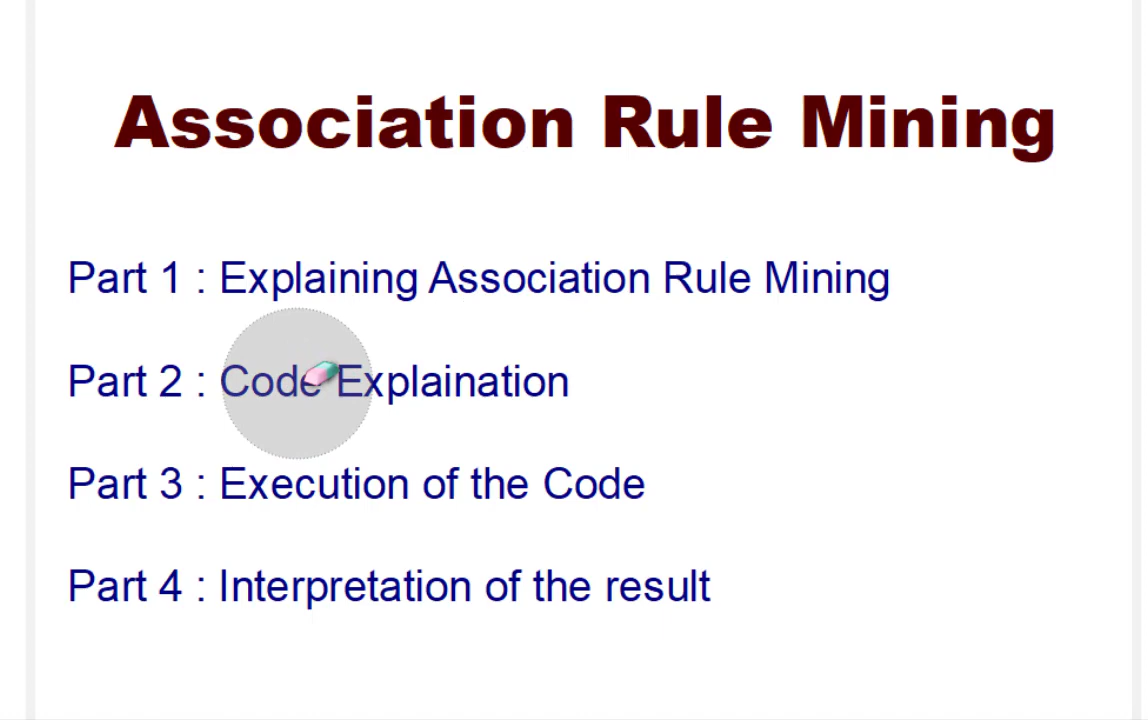 Association Rule Mining
Part 1 : Explaining Association Rule Mining
Part 2 : Code Explaination
Part 3 : Execution of the Code
Part 4 : Interpretation of the result